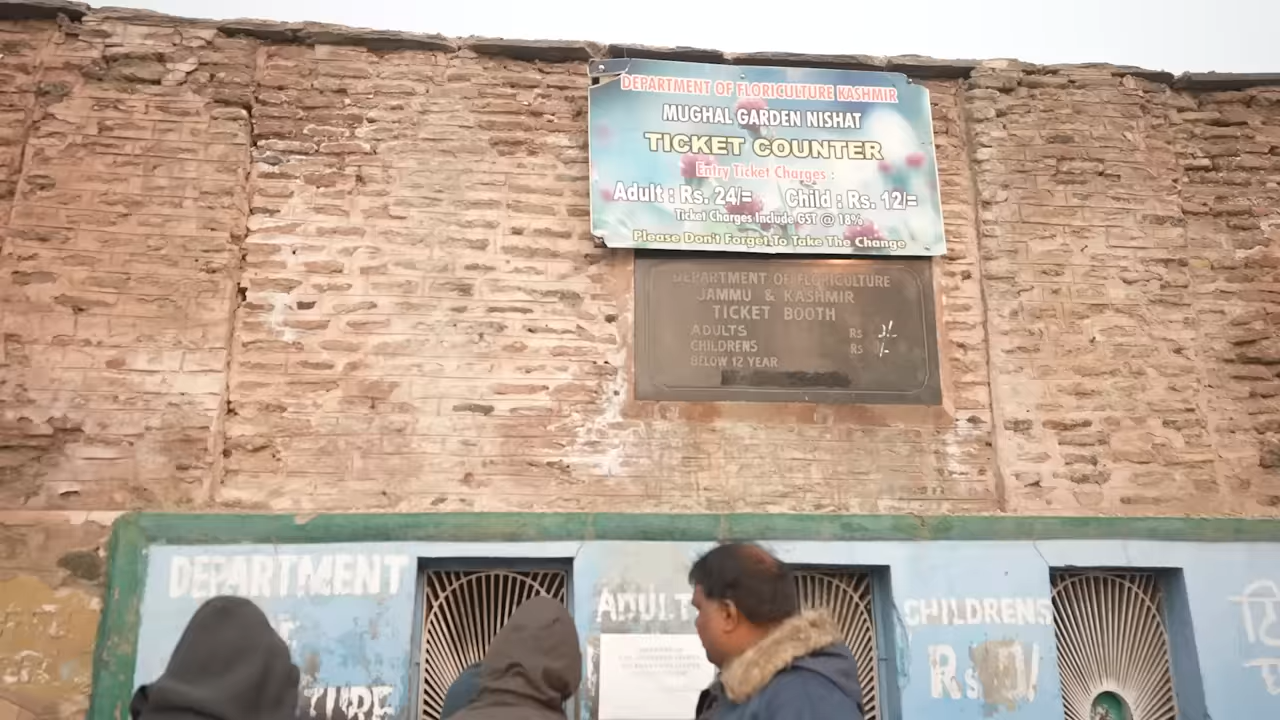 DEPARTMENT OF FLORICULTURE KASHMIR
MUGHAL GARDEN NISHAT
TICKET COUNTER
Entry Ticket Charges :
Adult : Rs. 24/= Child : Rs. 12/=
Ticket Charges Include GST @ 18%
Please Don't Forget To Take The Change
DEPARTMENT OF FLORICULTURE
JAMMU & KASHMIR
TICKET BOOTH
ADULTS Rs /-
CHILDRENS Rs /-
BELOW 12 YEAR
DEPARTMENT
TURE
ADULT
CHILDRENS
Rs /